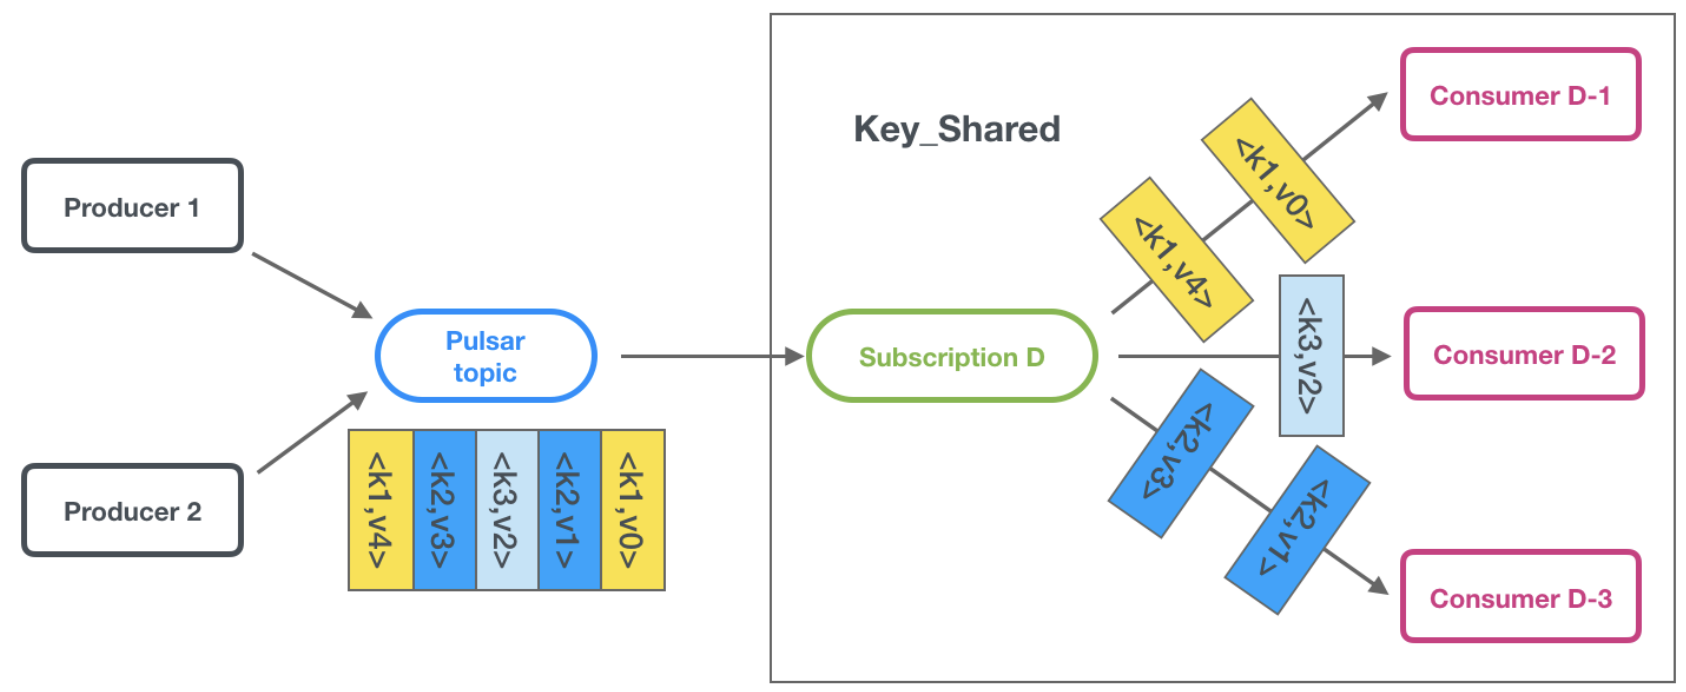 Producer 1
Producer 2
Pulsar
topic
<k1,v4>
<k2,v3>
<k3,v2>
<k2,v1>
<k1,v0>
Key_Shared
Subscription D
<k1,v4>
<k1,v0>
<k3,v2>
<k2,v3>
<k2,v1>
Consumer D-1
Consumer D-2
Consumer D-3